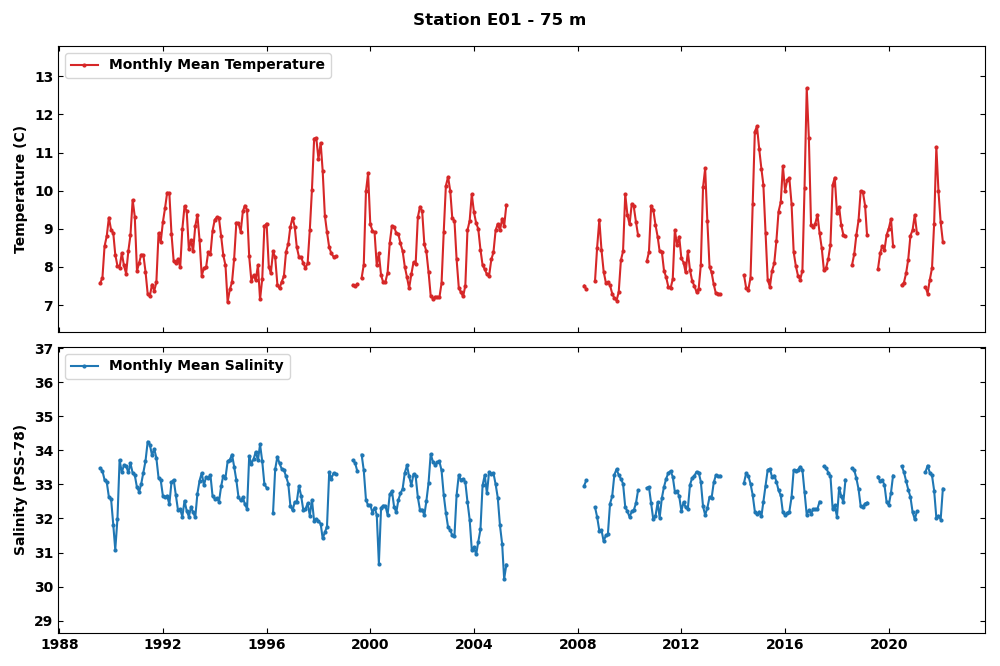 Station E01 - 75 m
Monthly Mean Temperature
Temperature (C)
13
12
11
10
9
8
7
Monthly Mean Salinity
Salinity (PSS-78)
37
36
35
34
33
32
31
30
29
1988 1992 1996 2000 2004 2008 2012 2016 2020